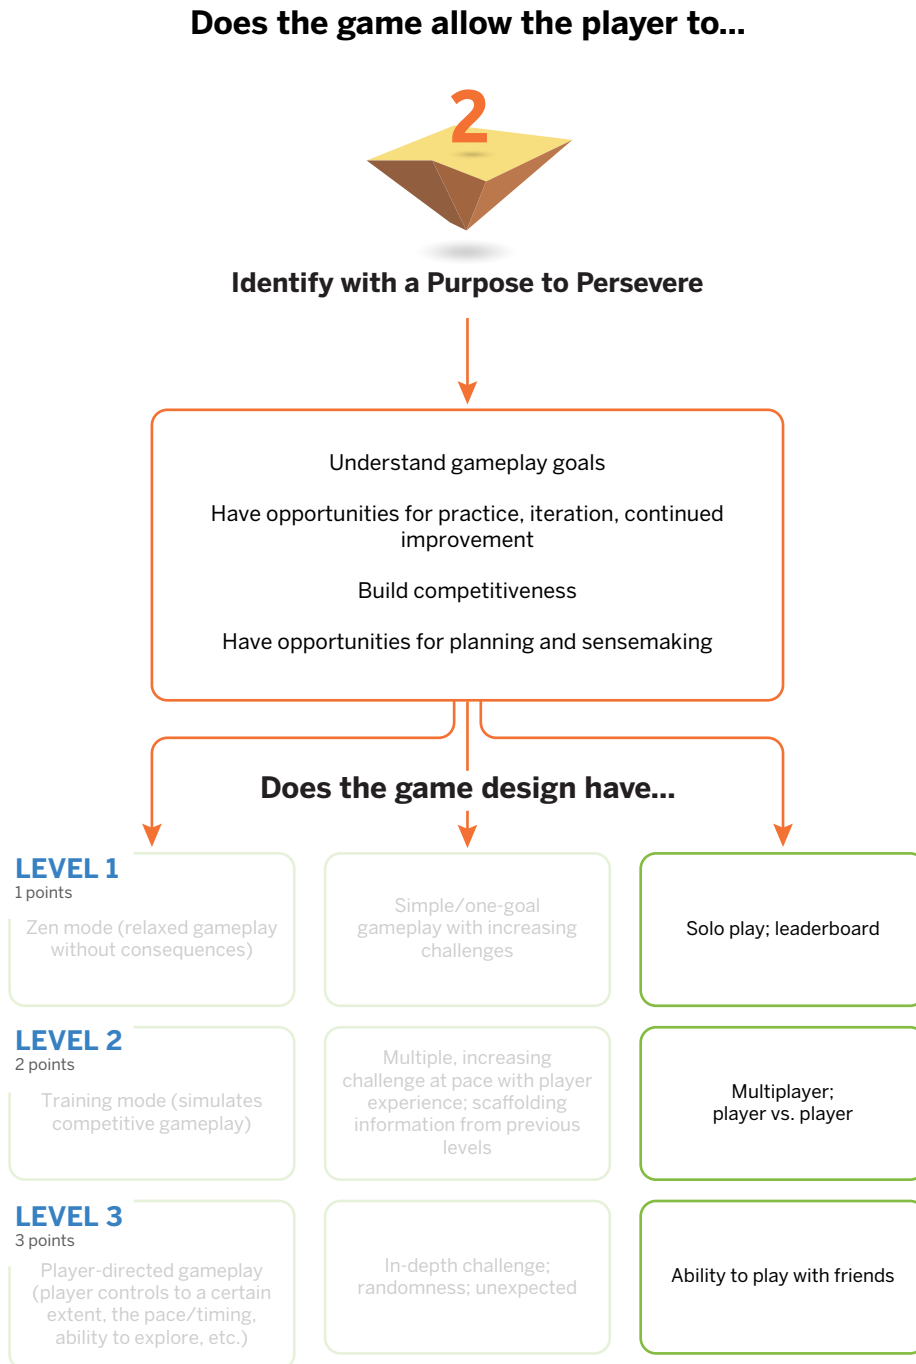 Does the game allow the player to...
2
Identify with a Purpose to Persevere
Understand gameplay goals
Have opportunities for practice, iteration, continued
improvement
Build competitiveness
Have opportunities for planning and sensemaking
Does the game design have...
LEVEL 1
1 points
Zen mode (relaxed gameplay
without consequences)
Simple/one-goal
gameplay with increasing
challenges
Solo play; leaderboard
LEVEL 2
2 points
Training mode (simulates
competitive gameplay)
Multiple, increasing
challenge at pace with player
experience; scaffolding
information from previous
levels
Multiplayer;
player vs. player
LEVEL 3
3 points
Player-directed gameplay
(player controls to a certain
extent, the pace/timing,
ability to explore, etc.)
In-depth challenge;
randomness; unexpected
Ability to play with friends